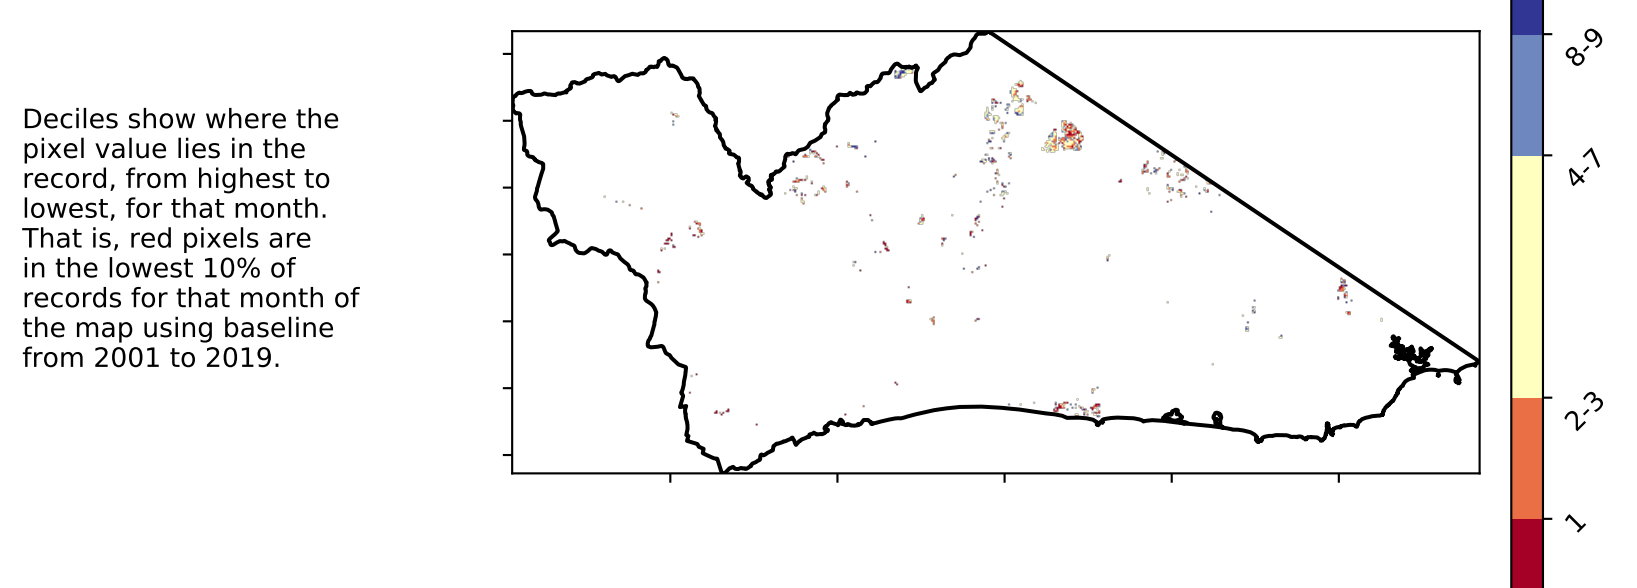 Deciles show where the
pixel value lies in the
record, from highest to
lowest, for that month.
That is, red pixels are
in the lowest 10% of
records for that month of
the map using baseline
from 2001 to 2019.
8-9
4-7
2-3
1